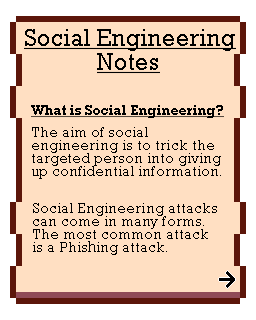 Social Engineering
Notes
What is Social Engineering?
The aim of social
engineering is to trick the
targeted person into giving
up confidential information.
Social Engineering attacks
can come in many forms.
The most common attack
is a Phishing attack.